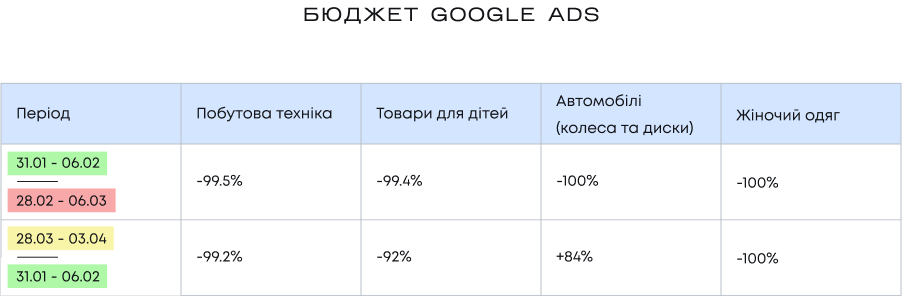 БЮДЖЕТ GOOGLE ADS
Період
Побутова техніка
Товари для дітей
Автомобілі
(колеса та диски)
Жіночий одяг
31.01 - 06.02
28.02 - 06.03
-99.5%
-99.4%
-100%
-100%
28.03 - 03.04
31.01 - 06.02
-99.2%
-92%
+84%
-100%